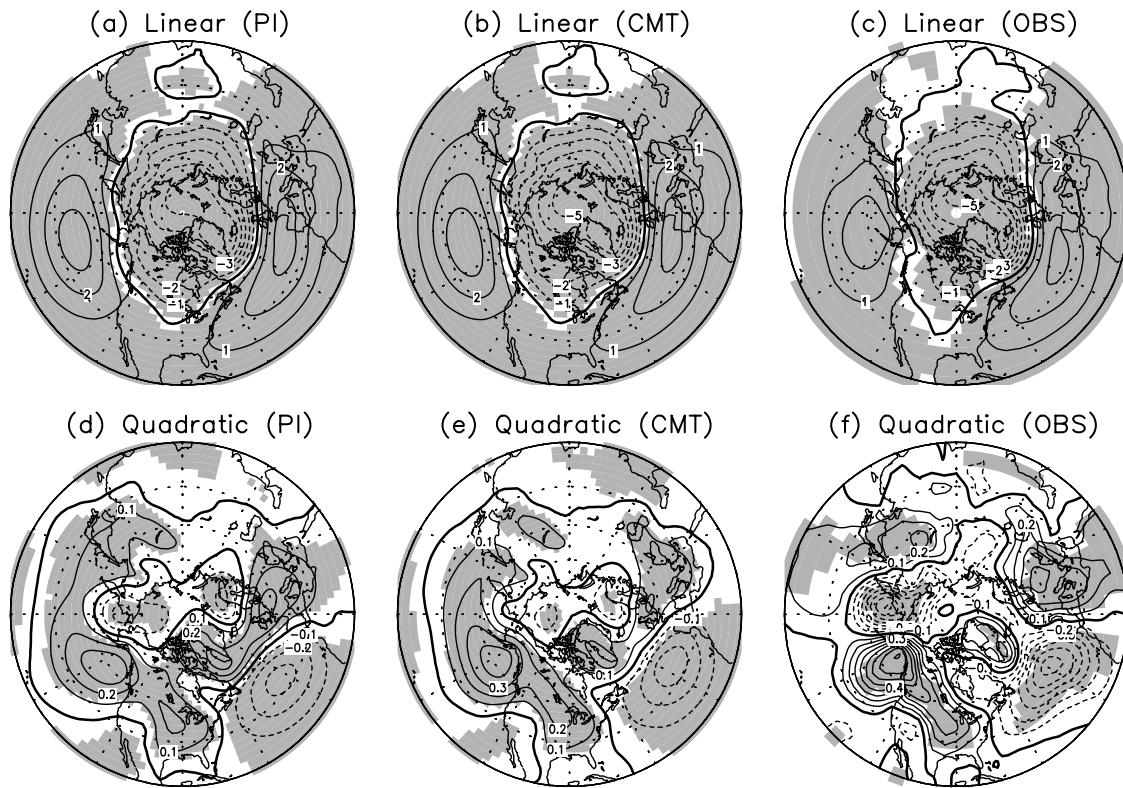 (a) Linear (PI) (b) Linear (CMT) (c) Linear (OBS)
1 2 -3 -2 -1 2 1
1 1 2 -5 -3 -2 -1 2 1
1 2 -5 -2 3 -1 1
(d) Quadratic (PI) (e) Quadratic (CMT) (f) Quadratic (OBS)
0.1 0.1 0.2 -0.1 -0.2 0.2 0.1
0.1 -0.1 0.1 0.3 0.2 0.1
0.2 0.2 0.1 -0.1 0.1 -0.2 0.3 0.4